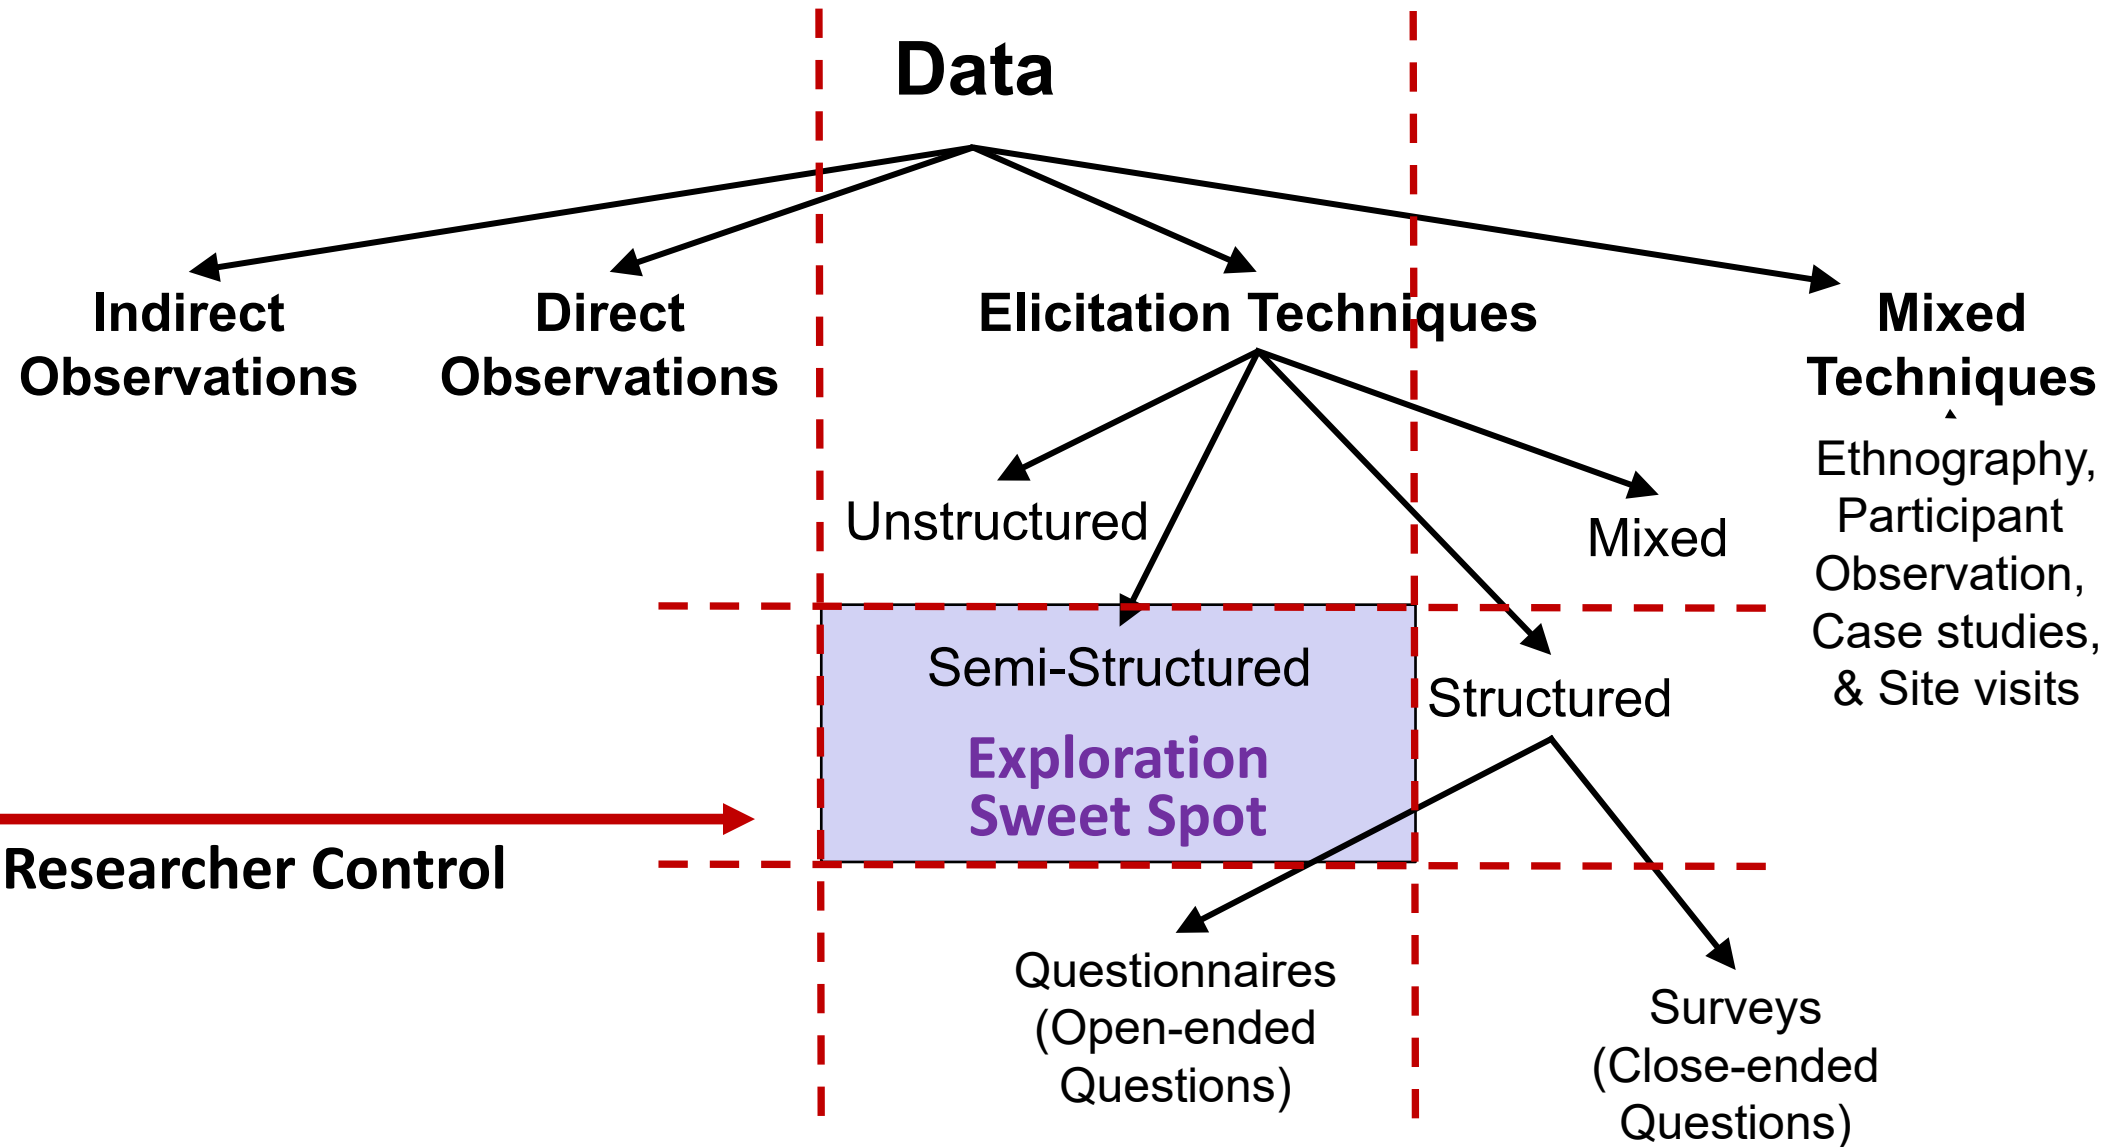 Data
Indirect
Observations
Direct
Observations
Elicitation Techniques
Mixed
Techniques
Ethnography,
Participant
Observation,
Case studies,
& Site visits
Unstructured
Mixed
Semi-Structured
Structured
Exploration
Sweet Spot
Researcher Control
Questionnaires
(Open-ended
Questions)
Surveys
(Close-ended
Questions)